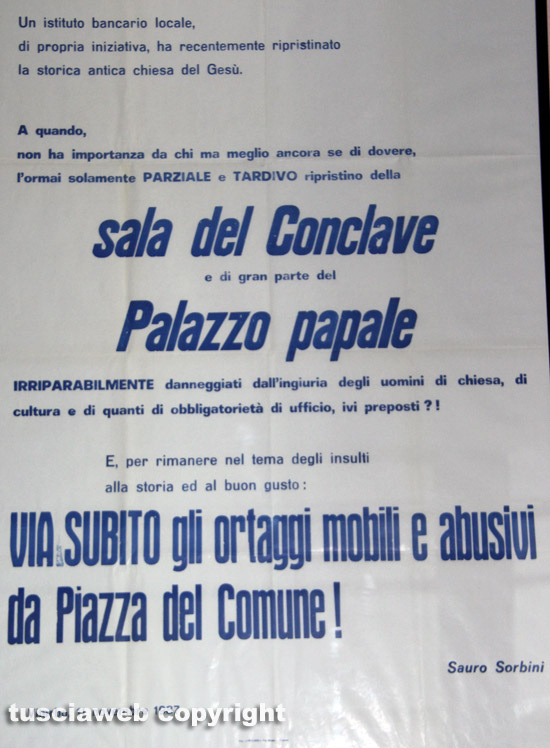 Un istituto bancario locale,
di propria iniziativa, ha recentemente ripristinato
la storica antica chiesa del Gesù.
A quando,
non ha importanza da chi ma meglio ancora se di dovere,
l'ormai solamente PARZIALE e TARDIVO ripristino della
sala del Conclave
e di gran parte del
Palazzo papale
IRRIPARABILMENTE danneggiati dall'ingiuria degli uomini di chiesa, di
cultura e di quanti di obbligatorietà di ufficio, ivi preposti ?!
E, per rimanere nel tema degli insulti
alla storia ed al buon gusto :
VIA SUBITO gli ortaggi mobili e abusivi
da Piazza del Comune !
Sauro Sorbini
tusciaweb copyright